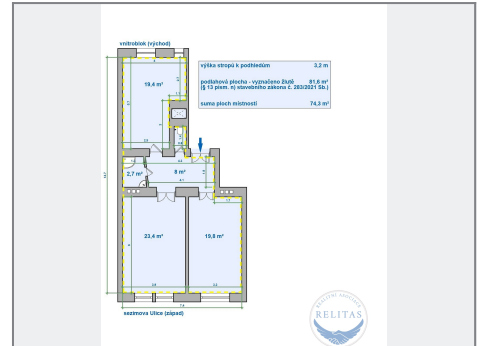 vnitroblok (východ)
výška stropů k podhledům 3,2 m
podlahová plocha - vyznačeno žlutě 81,6 m²
(§ 13 písm. n) stavebního zákona č. 283/2021 Sb.)
suma ploch místností 74,3 m²
19,4 m²
2,7 m²
8 m²
23,4 m²
19,8 m²
sezimova Ulice (západ)
REALITNÍ ASOCIACE
RELITAS